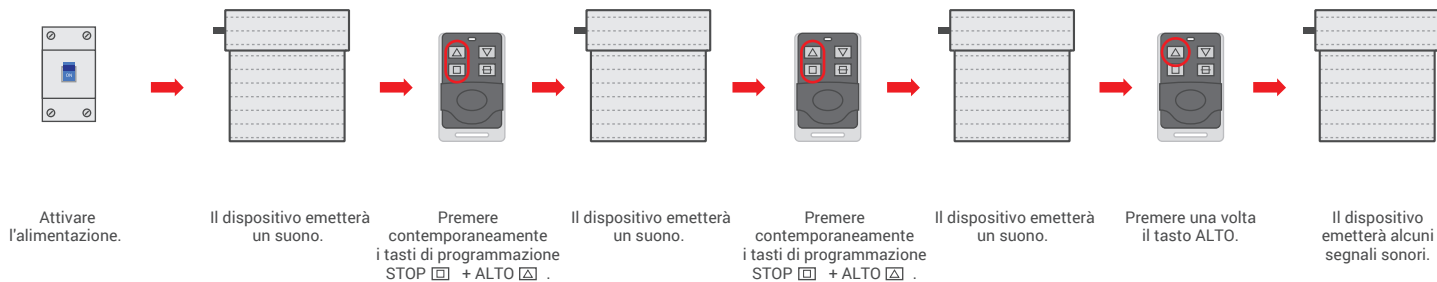 ON
Attivare
l'alimentazione.
Il dispositivo emetterà
un suono.
Premere
contemporaneamente
i tasti di programmazione
STOP + ALTO .
Il dispositivo emetterà
un suono.
Premere
contemporaneamente
i tasti di programmazione
STOP + ALTO .
Il dispositivo emetterà
un suono.
Premere una volta
il tasto ALTO.
Il dispositivo
emetterà alcuni
segnali sonori.